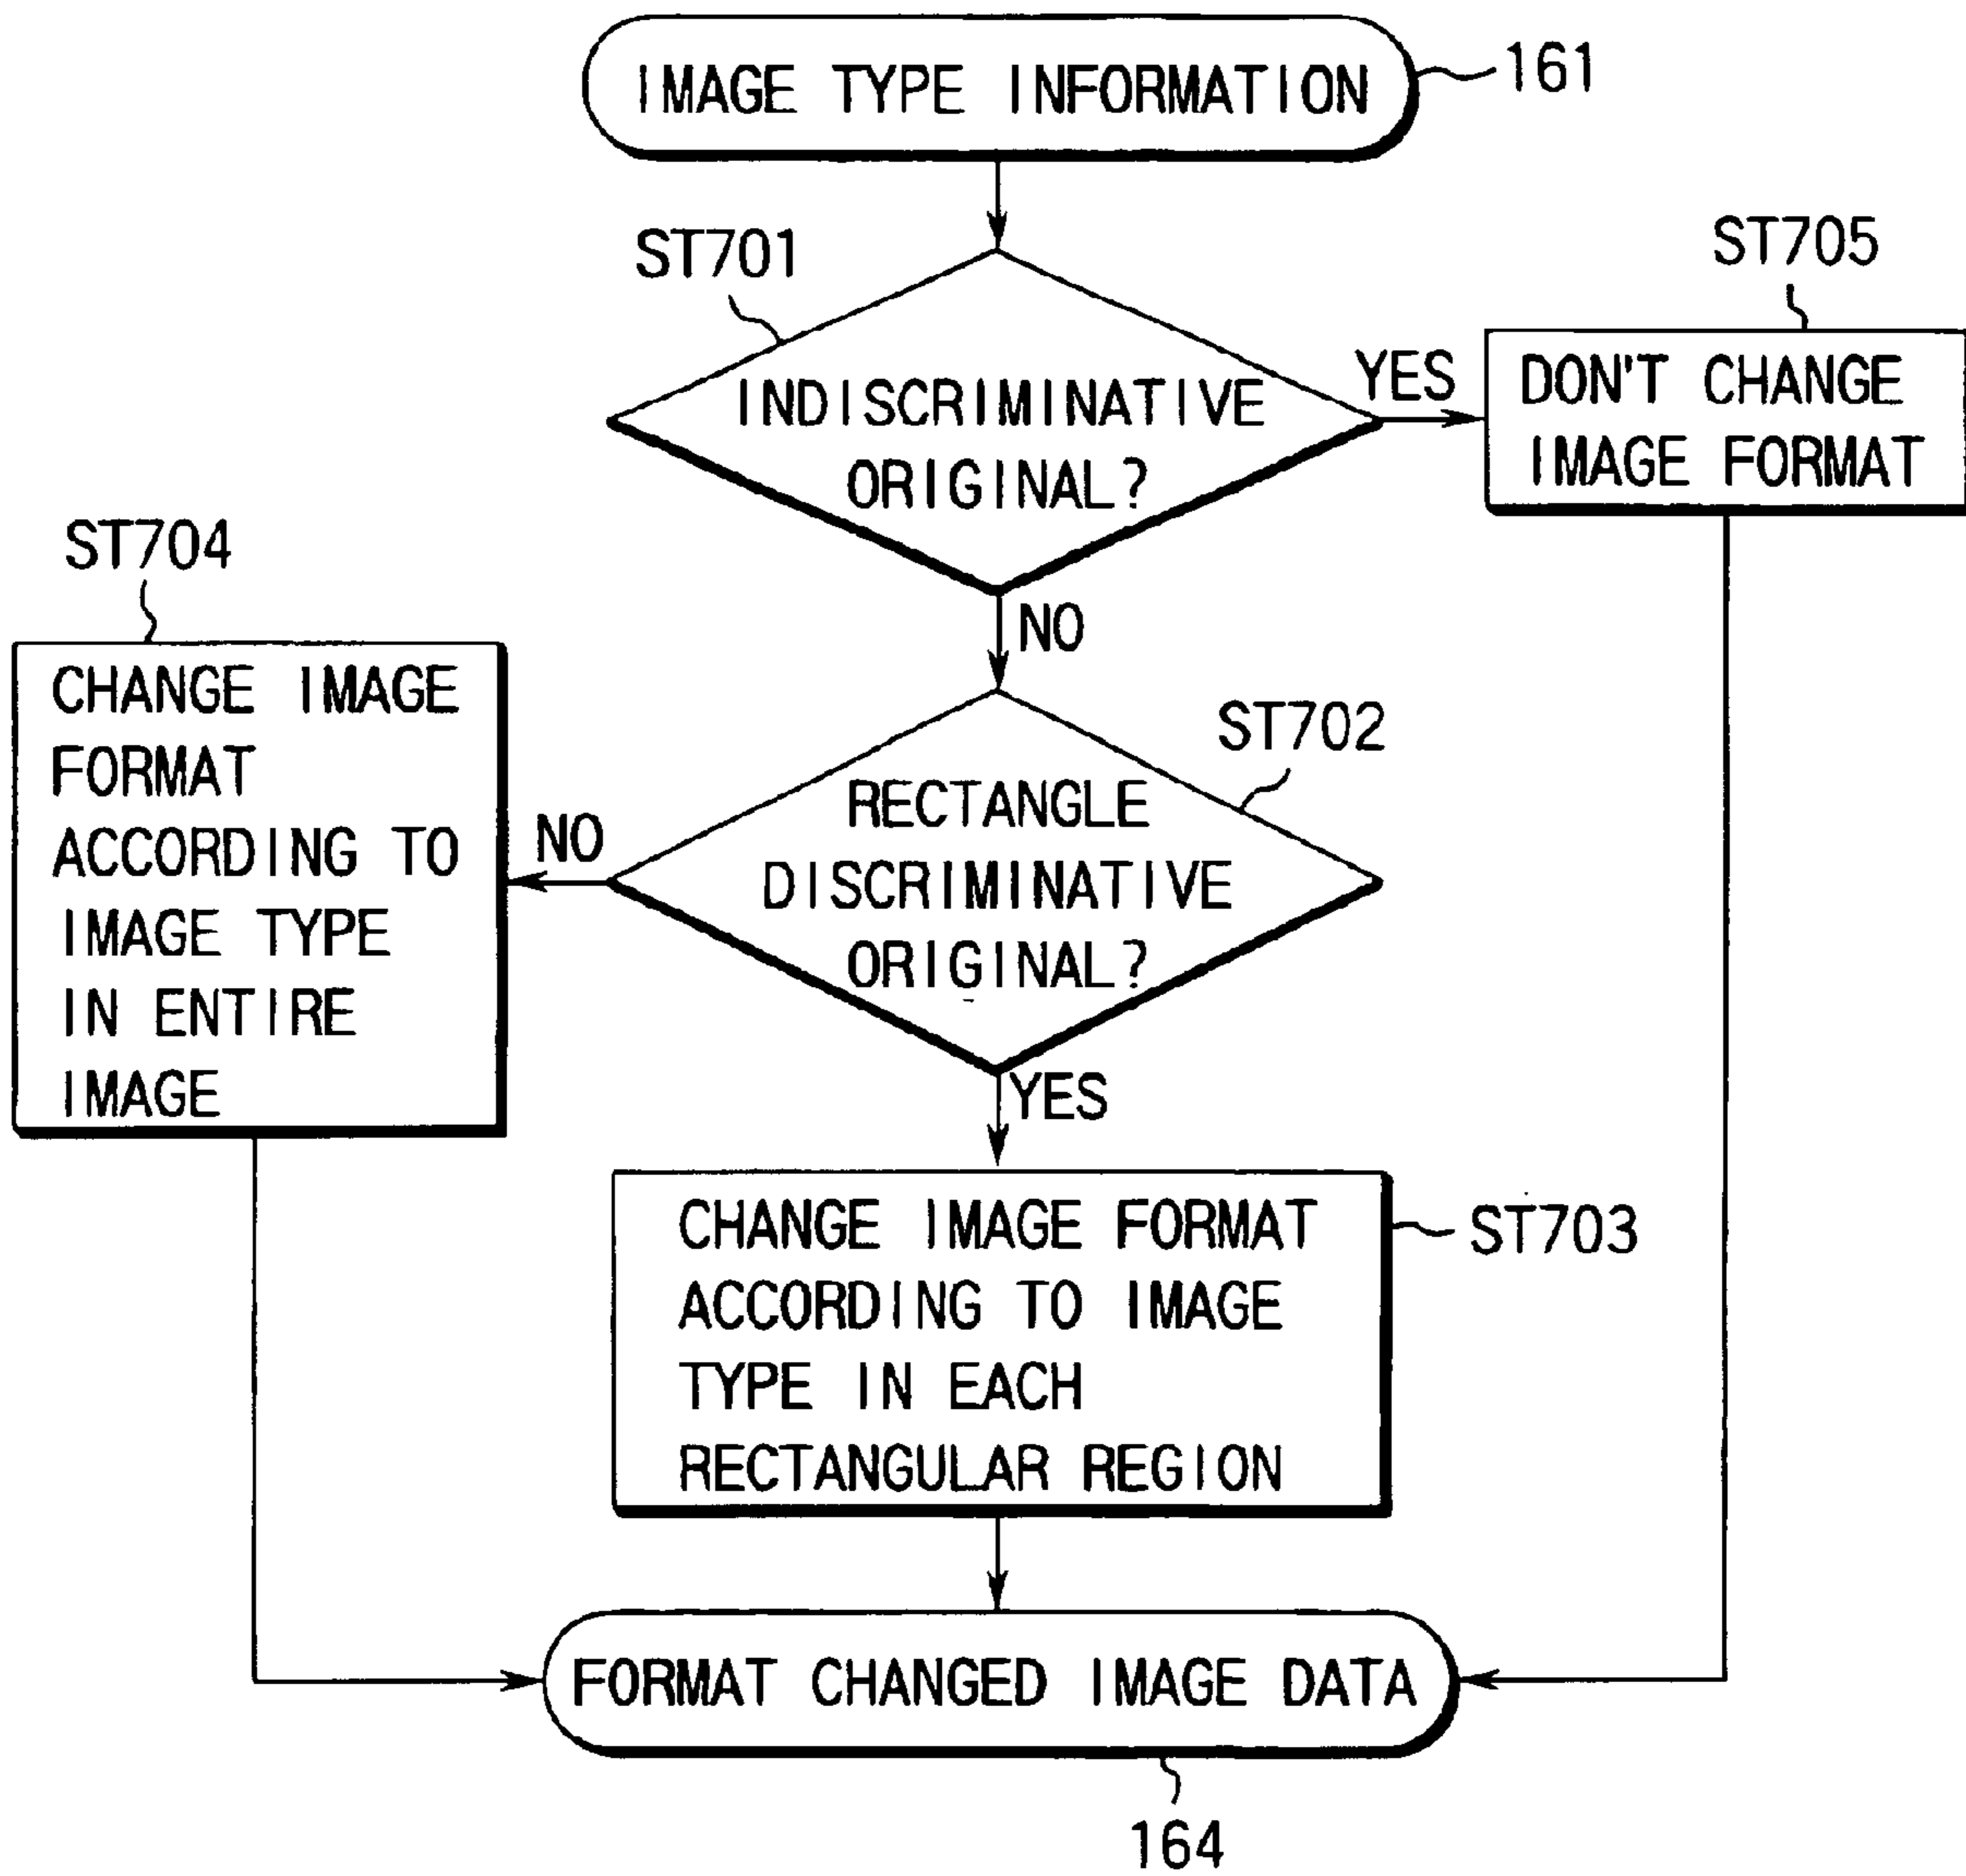 IMAGE TYPE INFORMATION
161
ST701
INDISCRIMINATIVE
ORIGINAL?
YES
ST705
DON'T CHANGE
IMAGE FORMAT
NO
ST702
RECTANGLE
DISCRIMINATIVE
ORIGINAL?
NO
ST704
CHANGE IMAGE
FORMAT
ACCORDING TO
IMAGE TYPE
IN ENTIRE
IMAGE
YES
CHANGE IMAGE FORMAT
ACCORDING TO IMAGE
TYPE IN EACH
RECTANGULAR REGION
ST703
FORMAT CHANGED IMAGE DATA
164